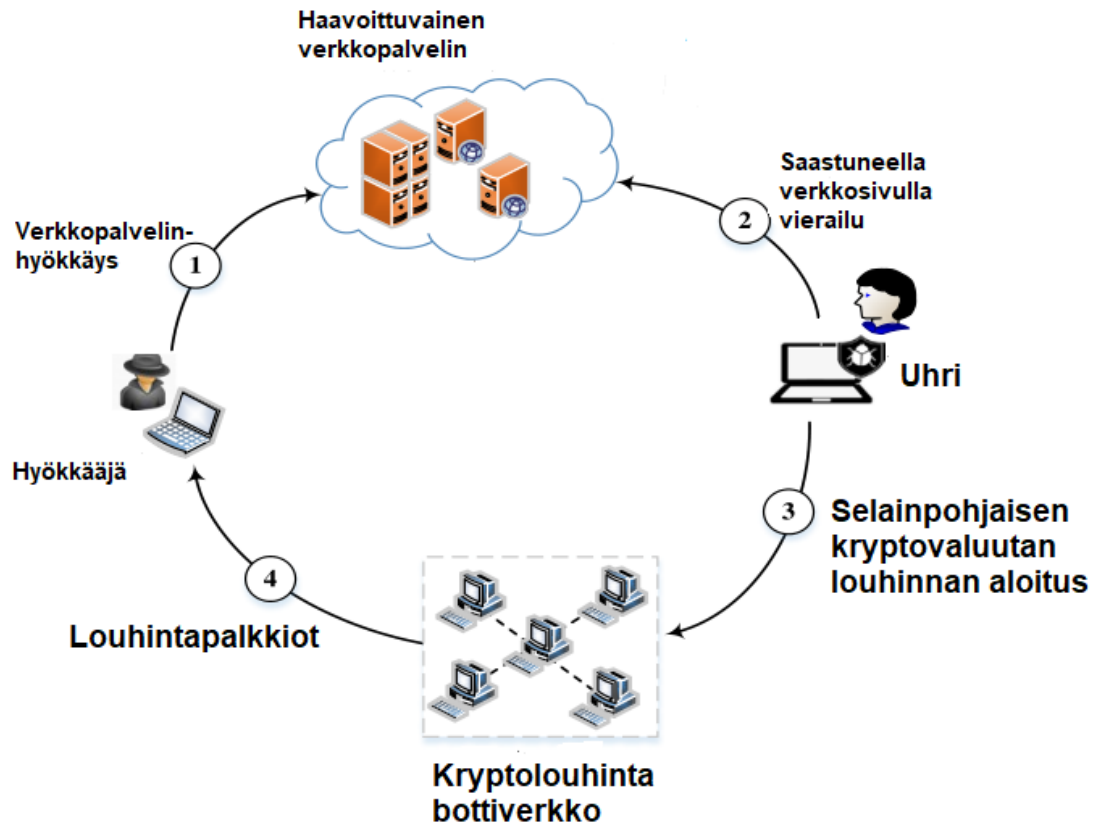 Haavoittuvainen
verkkopalvelin
Saastuneella
verkkosivulla
vierailu
2
Verkkopalvelin-
hyökkäys
1
Uhri
Hyökkääjä
3
Selainpohjaisen
kryptovaluutan
louhinnan aloitus
4
Louhintapalkkiot
Kryptolouhinta
bottiverkko